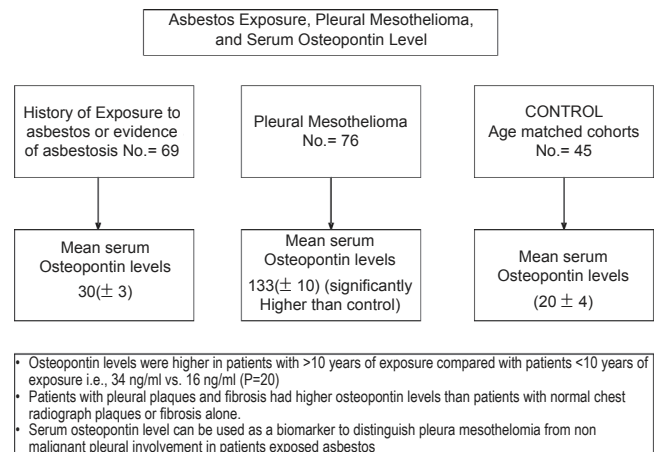 Asbestos Exposure, Pleural Mesothelioma,
and Serum Osteopontin Level
History of Exposure to
asbestos or evidence
of asbestosis No.= 69
Pleural Mesothelioma
No.= 76
CONTROL
Age matched cohorts
No.= 45
Mean serum
Osteopontin levels
30(± 3)
Mean serum
Osteopontin levels
133(± 10) (significantly
Higher than control)
Mean serum
Osteopontin levels
(20 ± 4)
• Osteopontin levels were higher in patients with >10 years of exposure compared with patients <10 years of
exposure i.e., 34 ng/ml vs. 16 ng/ml (P=20)
• Patients with pleural plaques and fibrosis had higher osteopontin levels than patients with normal chest
radiograph plaques or fibrosis alone.
• Serum osteopontin level can be used as a biomarker to distinguish pleura mesothelomia from non
malignant pleural involvement in patients exposed asbestos